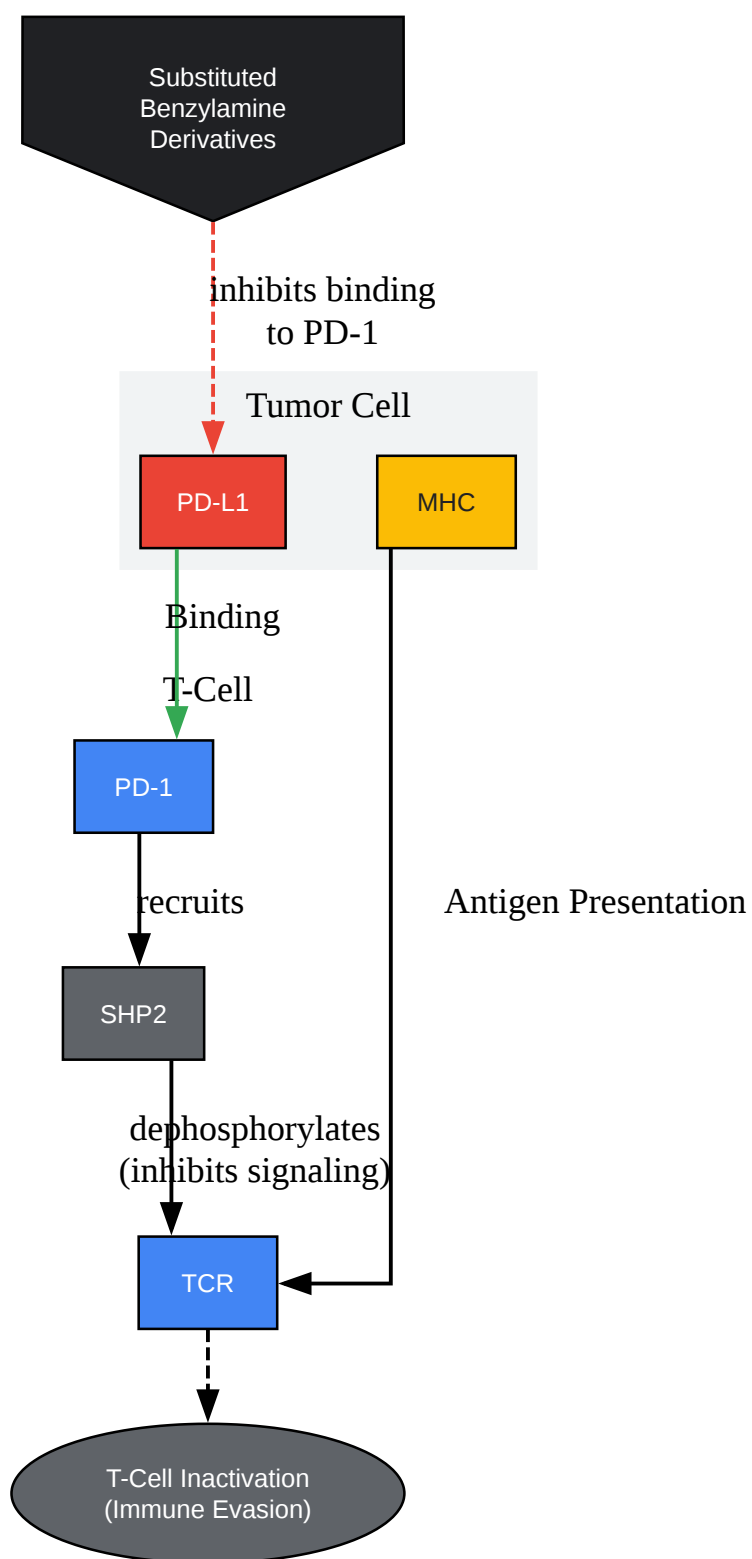 Substituted
Benzylamine
Derivatives
inhibits binding
to PD-1
Tumor Cell
PD-L1
MHC
Binding
T-Cell
PD-1
recruits
Antigen Presentation
SHP2
dephosphorylates
(inhibits signaling)
TCR
T-Cell Inactivation
(Immune Evasion)